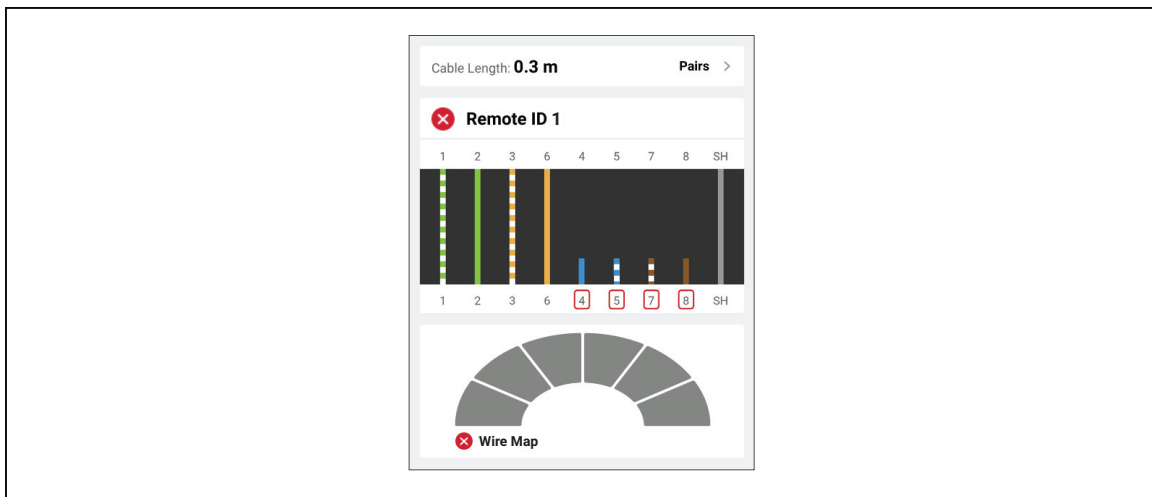 Cable Length: 0.3 m Pairs >
Remote ID 1
1 2 3 6 4 5 7 8 SH
1 2 3 6 4 5 7 8 SH
Wire Map